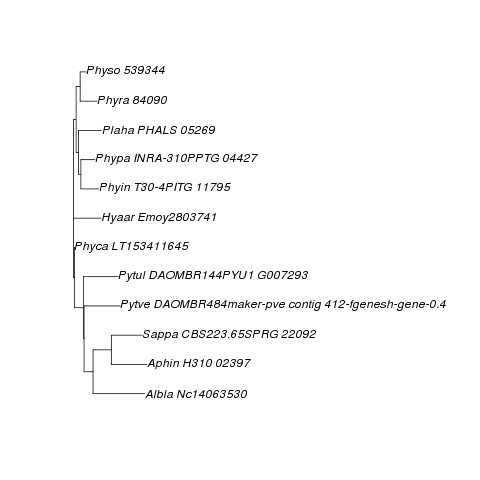 Physo 539344
Phyra 84090
Plaha PHALS 05269
Phypa INRA-310PPTG 04427
Phyin T30-4PITG 11795
Hyaar Emoy2803741
Phyca LT153411645
Pytul DAOMBR144PYU1 G007293
Pytve DAOMBR484maker-pve contig 412-fgenesh-gene-0.4
Sappa CBS223.65SPRG 22092
Aphin H310 02397
Albla Nc14063530